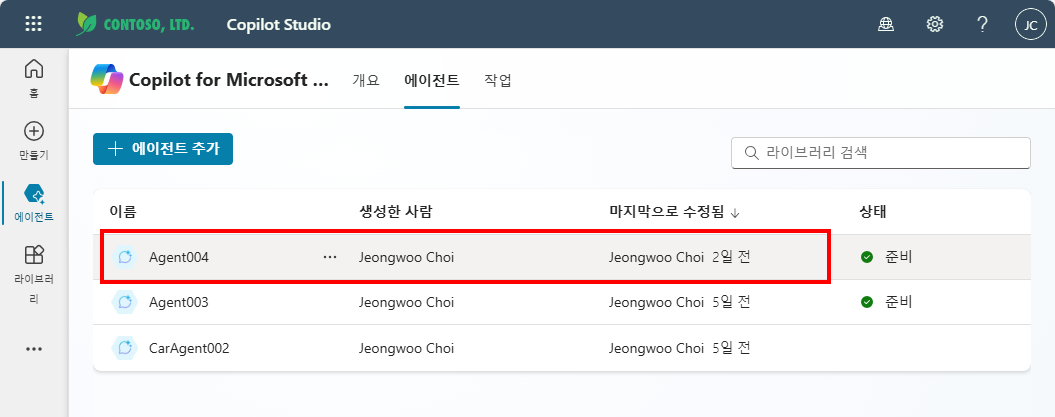 CONTOSO, LTD. Copilot Studio JC
홈
만들기
에이전트
라이브러
리
Copilot for Microsoft ... 개요 에이전트 작업
에이전트 추가
라이브러리 검색
이름 생성한 사람 마지막으로 수정됨 ↓ 상태
Agent004 ... Jeongwoo Choi Jeongwoo Choi 2일 전 준비
Agent003 Jeongwoo Choi Jeongwoo Choi 5일 전 준비
CarAgent002 Jeongwoo Choi Jeongwoo Choi 5일 전